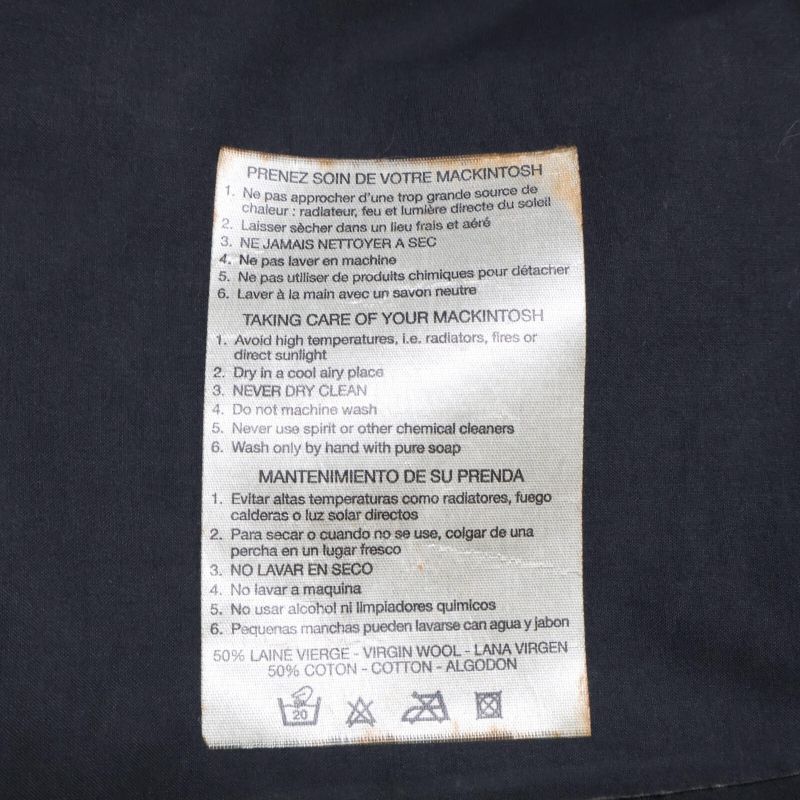 PRENEZ SOIN DE VOTRE MACKINTOSH
1. Ne pas approcher d'une trop grande source de
chaleur : radiateur, feu et lumière directe du soleil
2. Laisser sècher dans un lieu frais et aéré
3. NE JAMAIS NETTOYER A SEC
4. Ne pas laver en machine
5. Ne pas utiliser de produits chimiques pour détacher
6. Laver à la main avec un savon neutre
TAKING CARE OF YOUR MACKINTOSH
1. Avoid high temperatures, i.e. radiators, fires or
direct sunlight
2. Dry in a cool airy place
3. NEVER DRY CLEAN
4. Do not machine wash
5. Never use spirit or other chemical cleaners
6. Wash only by hand with pure soap
MANTENIMIENTO DE SU PRENDA
1. Evitar altas temperaturas como radiatores, fuego
calderas o luz solar directos
2. Para secar o cuando no se use, colgar de una
percha en un lugar fresco
3. NO LAVAR EN SECO
4. No lavar a maquina
5. No usar alcohol ni limpiadores quimicos
6. Pequenas manchas pueden lavarse can agua y jabon
50% LAINE VIERGE - VIRGIN WOOL - LANA VIRGEN
50% COTON - COTTON - ALGODON
20